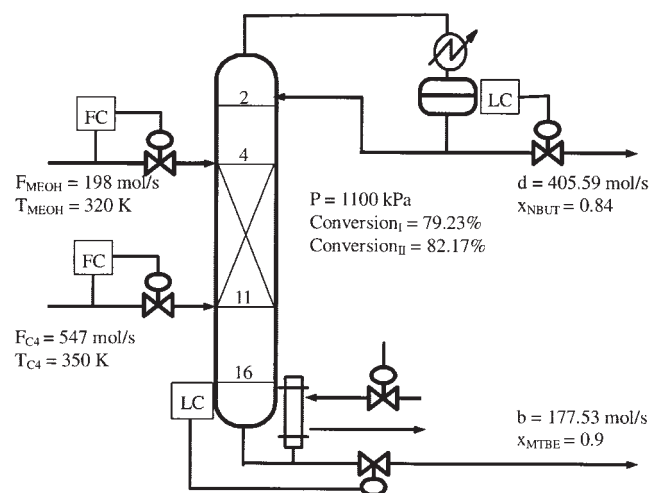 FC
F_MEOH = 198 mol/s
T_MEOH = 320 K
FC
F_C4 = 547 mol/s
T_C4 = 350 K
2
4
11
16
LC
P = 1100 kPa
Conversion_I = 79.23%
Conversion_II = 82.17%
LC
d = 405.59 mol/s
x_NBUT = 0.84
b = 177.53 mol/s
x_MTBE = 0.9